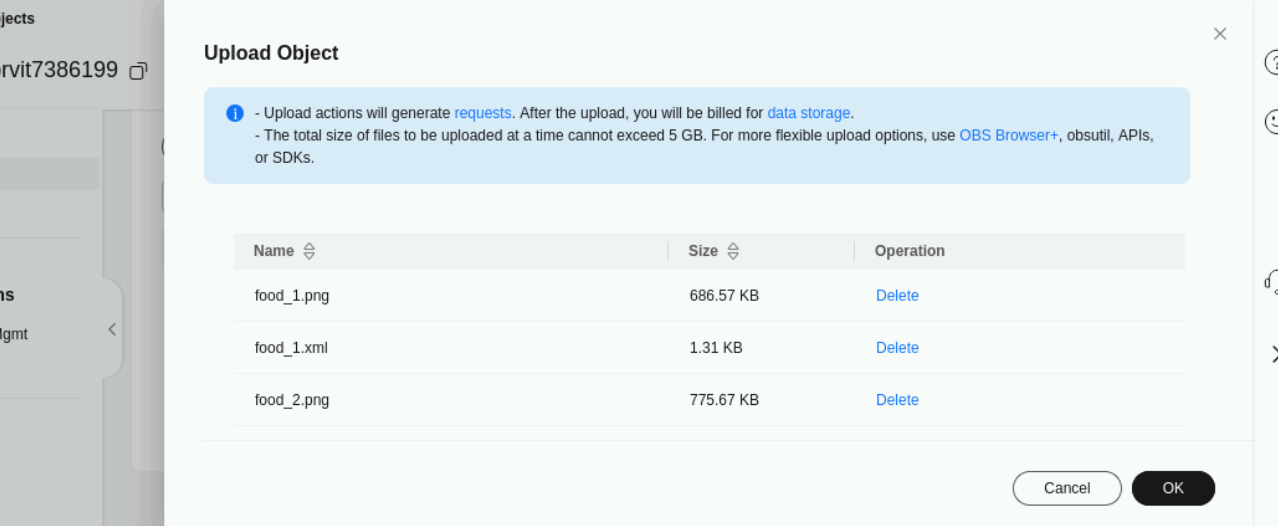 jects
rvit7386199
ns
Mgmt
Upload Object
- Upload actions will generate requests. After the upload, you will be billed for data storage.
- The total size of files to be uploaded at a time cannot exceed 5 GB. For more flexible upload options, use OBS Browser+, obsutil, APIs,
or SDKs.
Name Size Operation
food_1.png 686.57 KB Delete
food_1.xml 1.31 KB Delete
food_2.png 775.67 KB Delete
Cancel OK